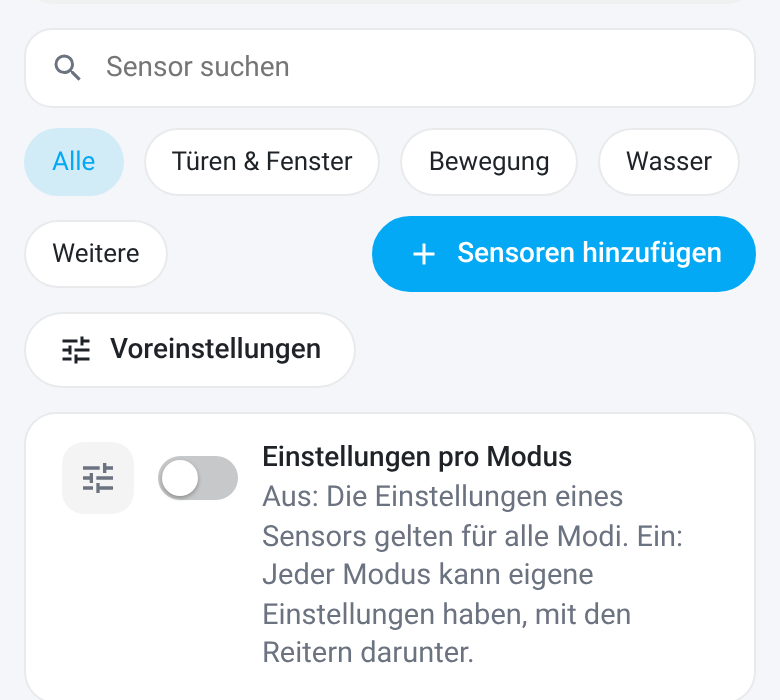 Sensor suchen
Alle
Türen & Fenster
Bewegung
Wasser
Weitere
Sensoren hinzufügen
Voreinstellungen
Einstellungen pro Modus
Aus: Die Einstellungen eines
Sensors gelten für alle Modi. Ein:
Jeder Modus kann eigene
Einstellungen haben, mit den
Reitern darunter.